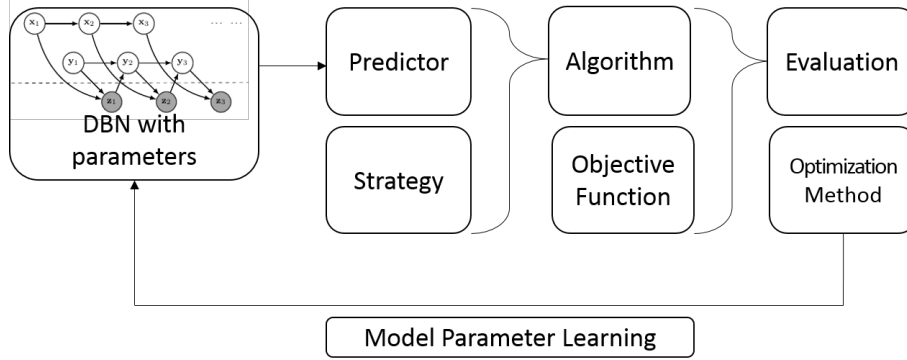 x₁ x₂ x₃ ... ...
y₁ y₂ y₃
z₁ z₂ z₃
DBN with
parameters
Predictor
Strategy
Algorithm
Objective
Function
Evaluation
Optimization
Method
Model Parameter Learning